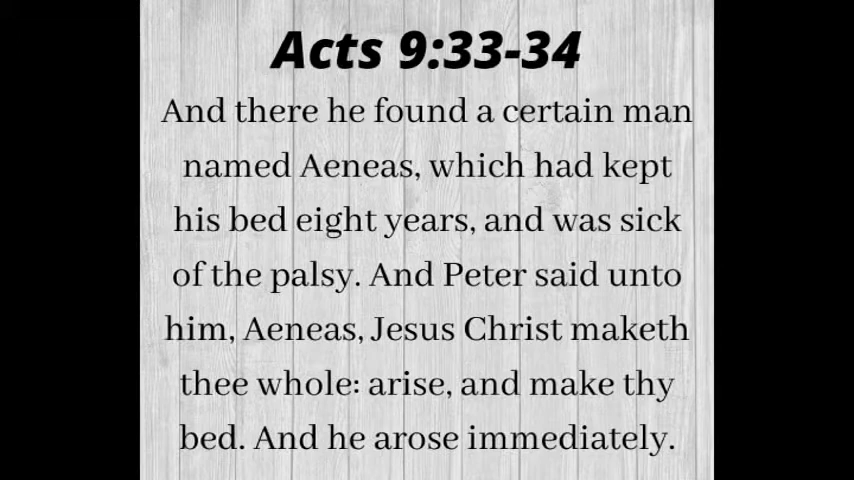 Acts 9:33-34
And there he found a certain man
named Aeneas, which had kept
his bed eight years, and was sick
of the palsy. And Peter said unto
him, Aeneas, Jesus Christ maketh
thee whole: arise, and make thy
bed. And he arose immediately.